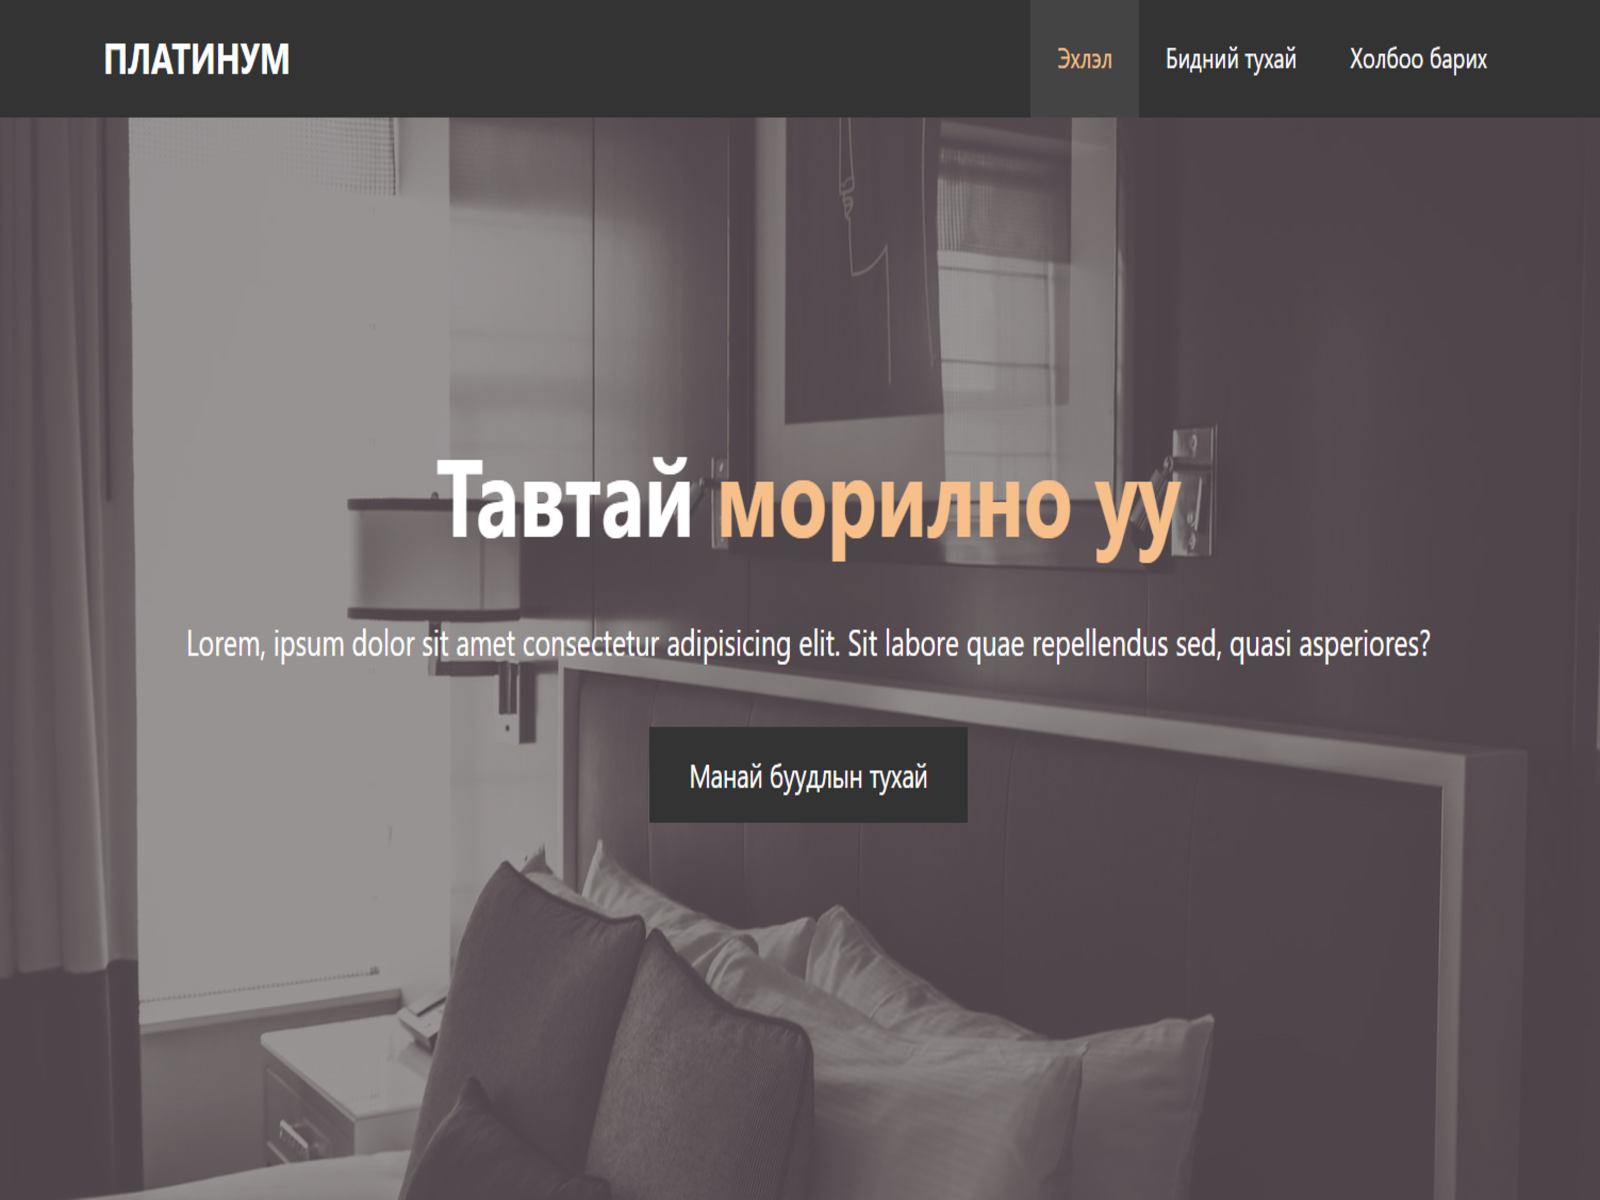 ПЛАТИНУМ
Эхлэл Бидний тухай Холбоо барих
Тавтай морилно уу
Lorem, ipsum dolor sit amet consectetur adipisicing elit. Sit labore quae repellendus sed, quasi asperiores?
Манай буудлын тухай